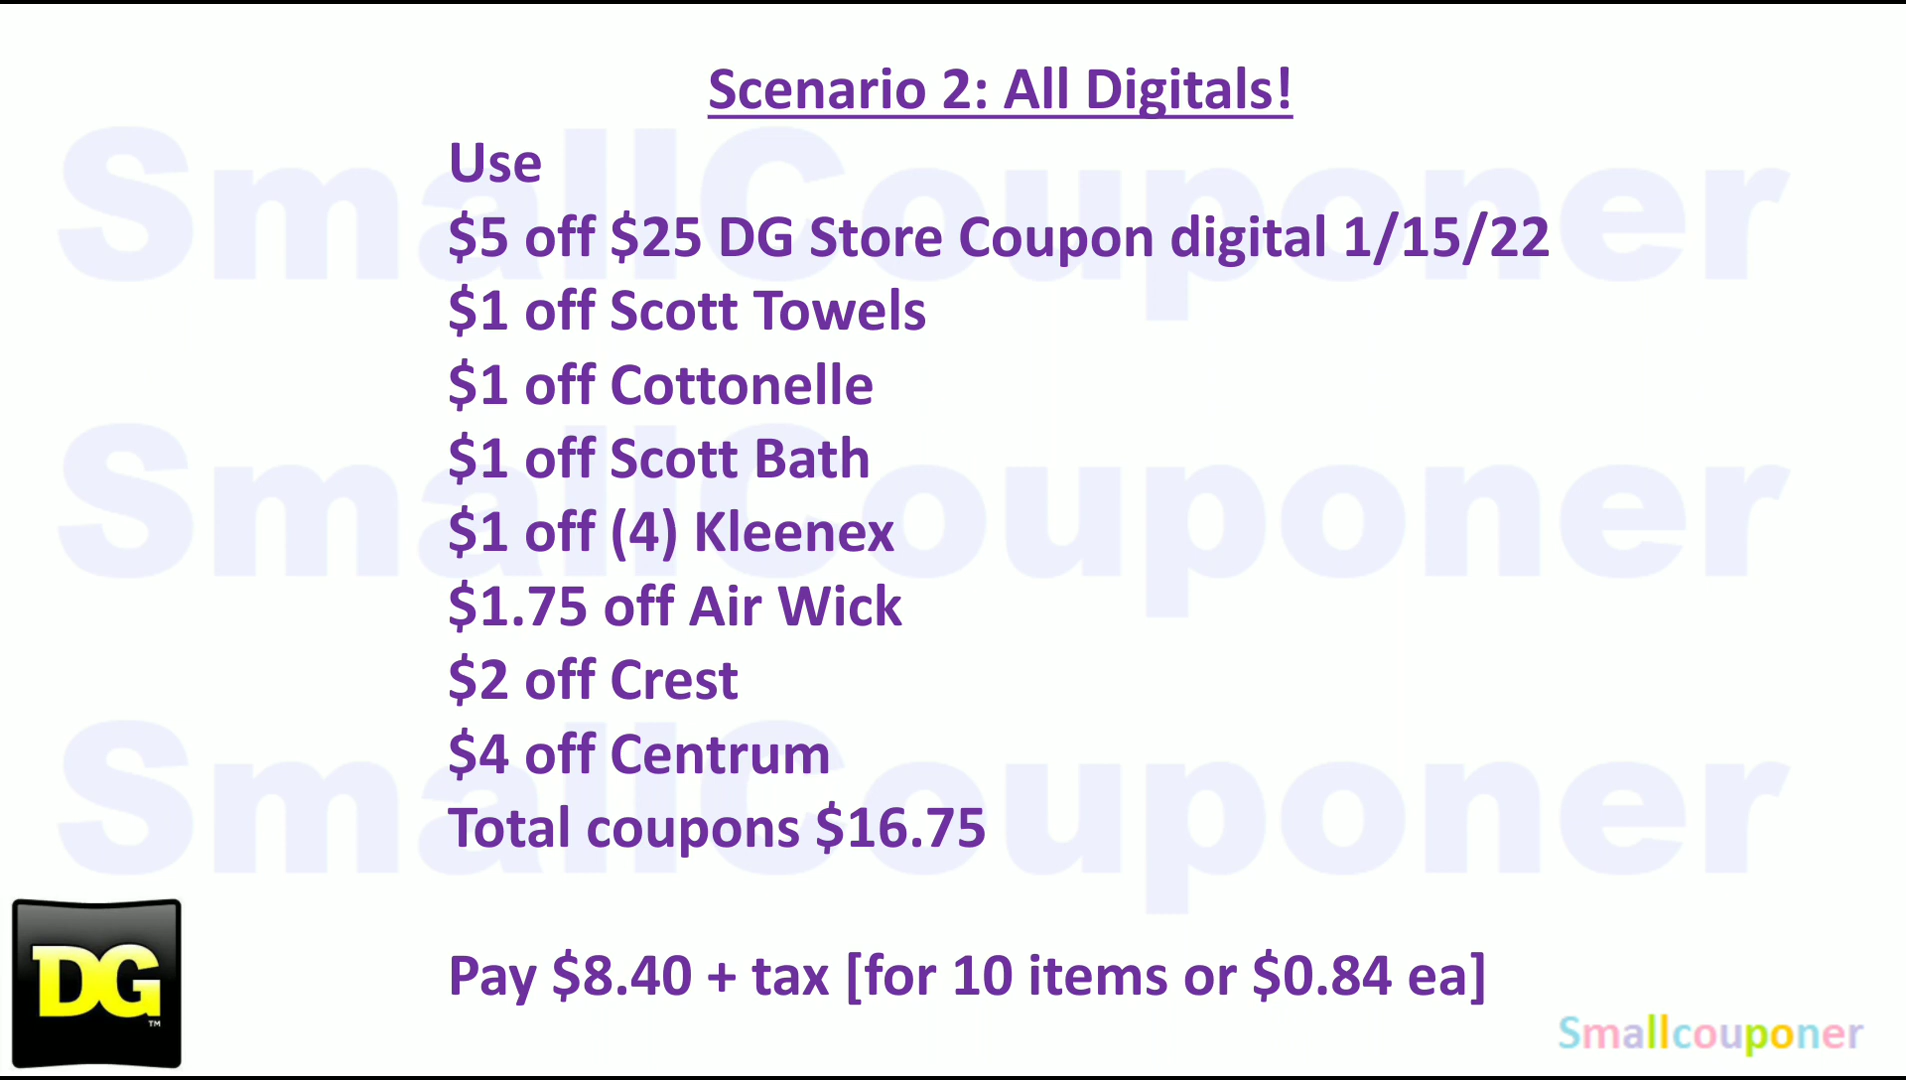 Scenario 2: All Digitals!
Use
$5 off $25 DG Store Coupon digital 1/15/22
$1 off Scott Towels
$1 off Cottonelle
$1 off Scott Bath
$1 off (4) Kleenex
$1.75 off Air Wick
$2 off Crest
$4 off Centrum
Total coupons $16.75
Pay $8.40 + tax [for 10 items or $0.84 ea]
SmallCouponer
SmallCouponer
SmallCouponer
DG™
Smallcouponer